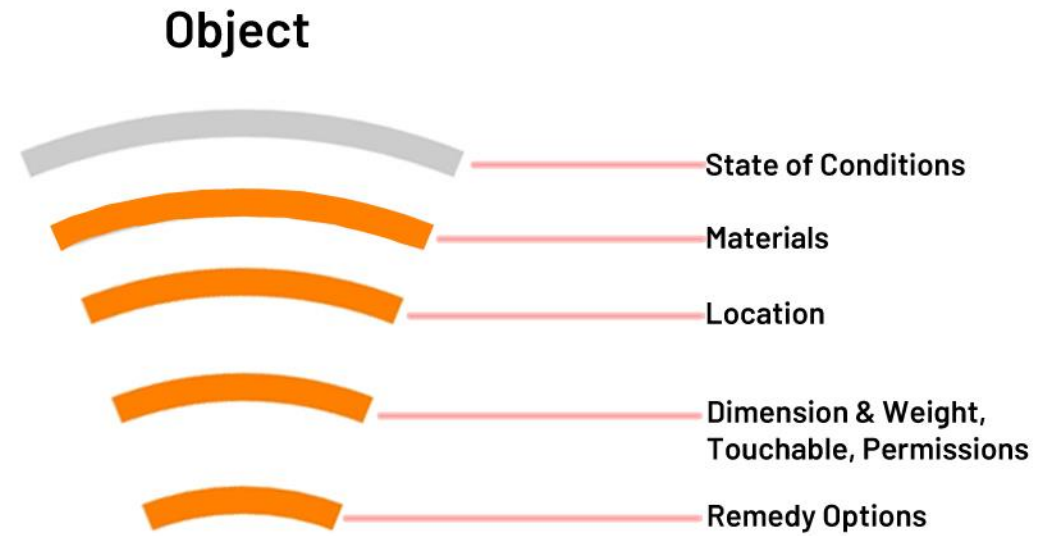 Object
State of Conditions
Materials
Location
Dimension & Weight,
Touchable, Permissions
Remedy Options